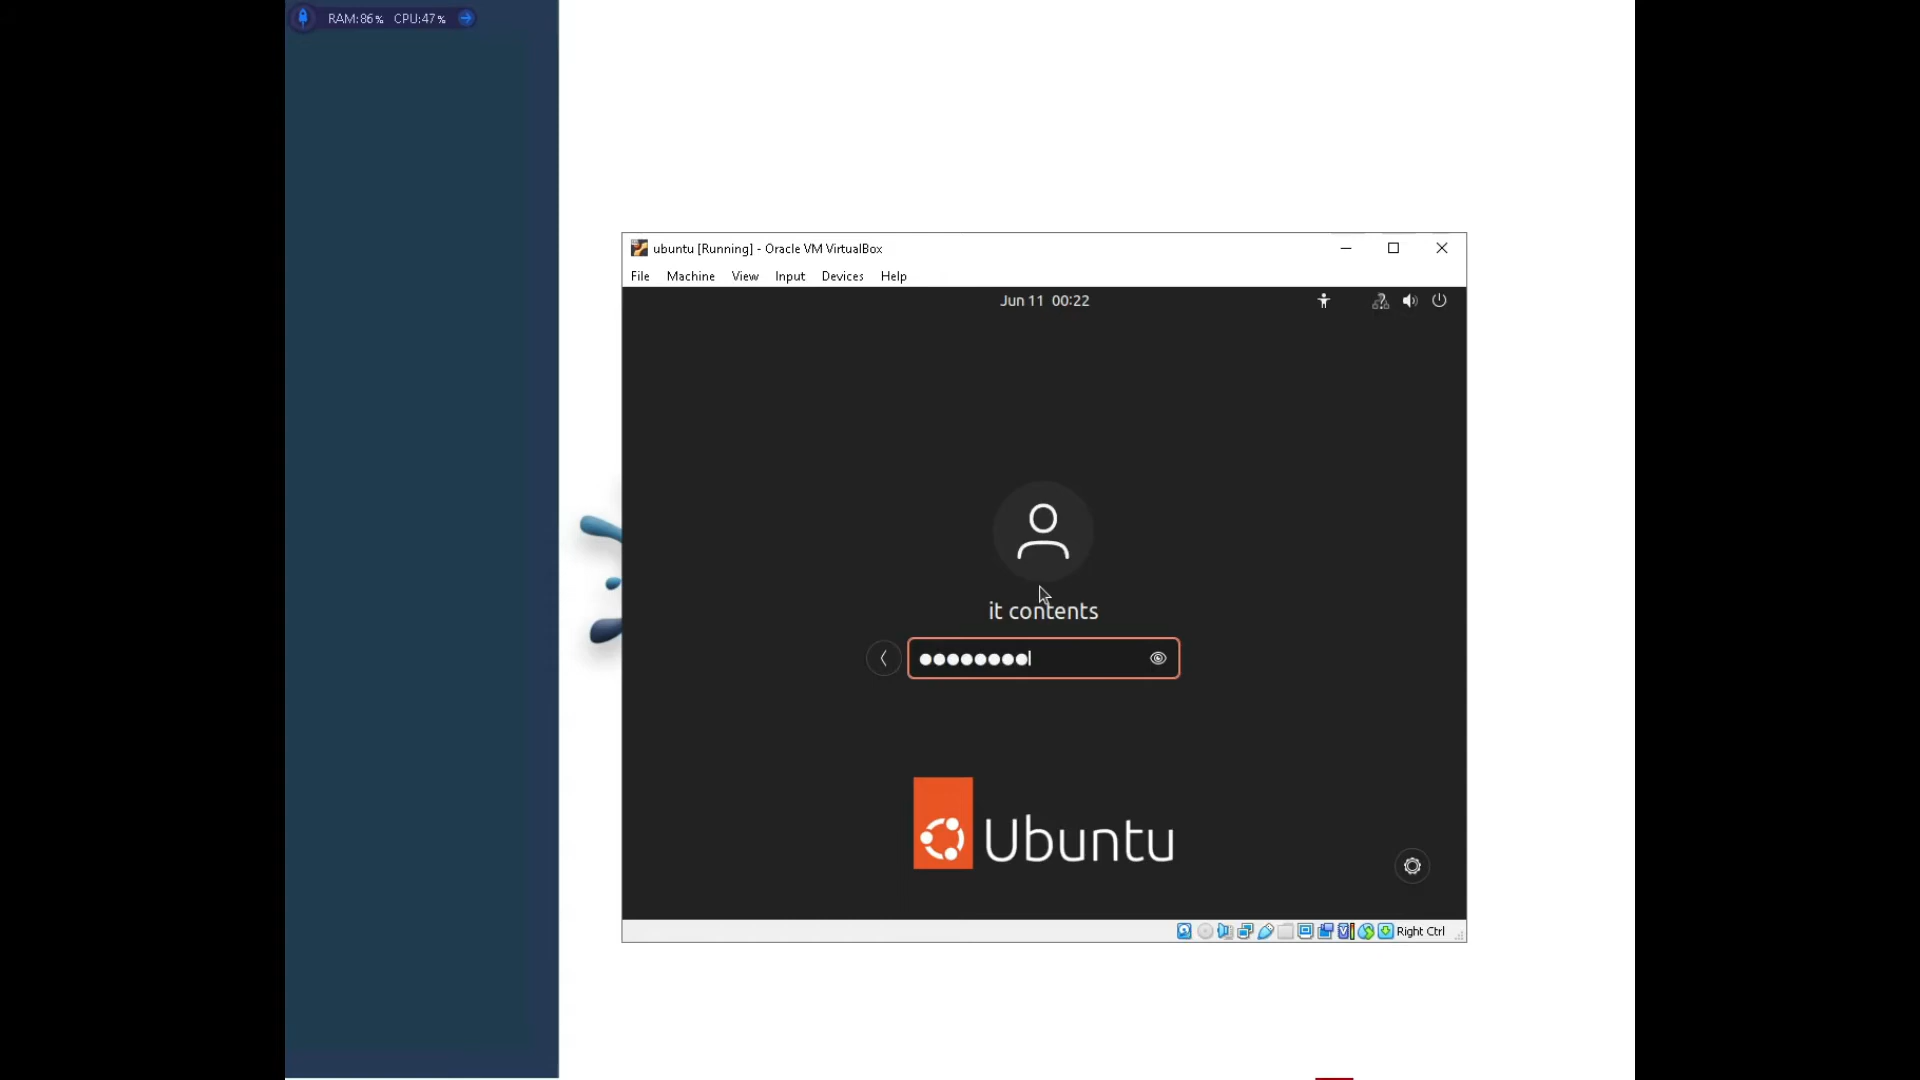 RAM:86% CPU:47%
ubuntu [Running] - Oracle VM VirtualBox
File Machine View Input Devices Help
Jun 11 00:22
it contents
Ubuntu
Right Ctrl